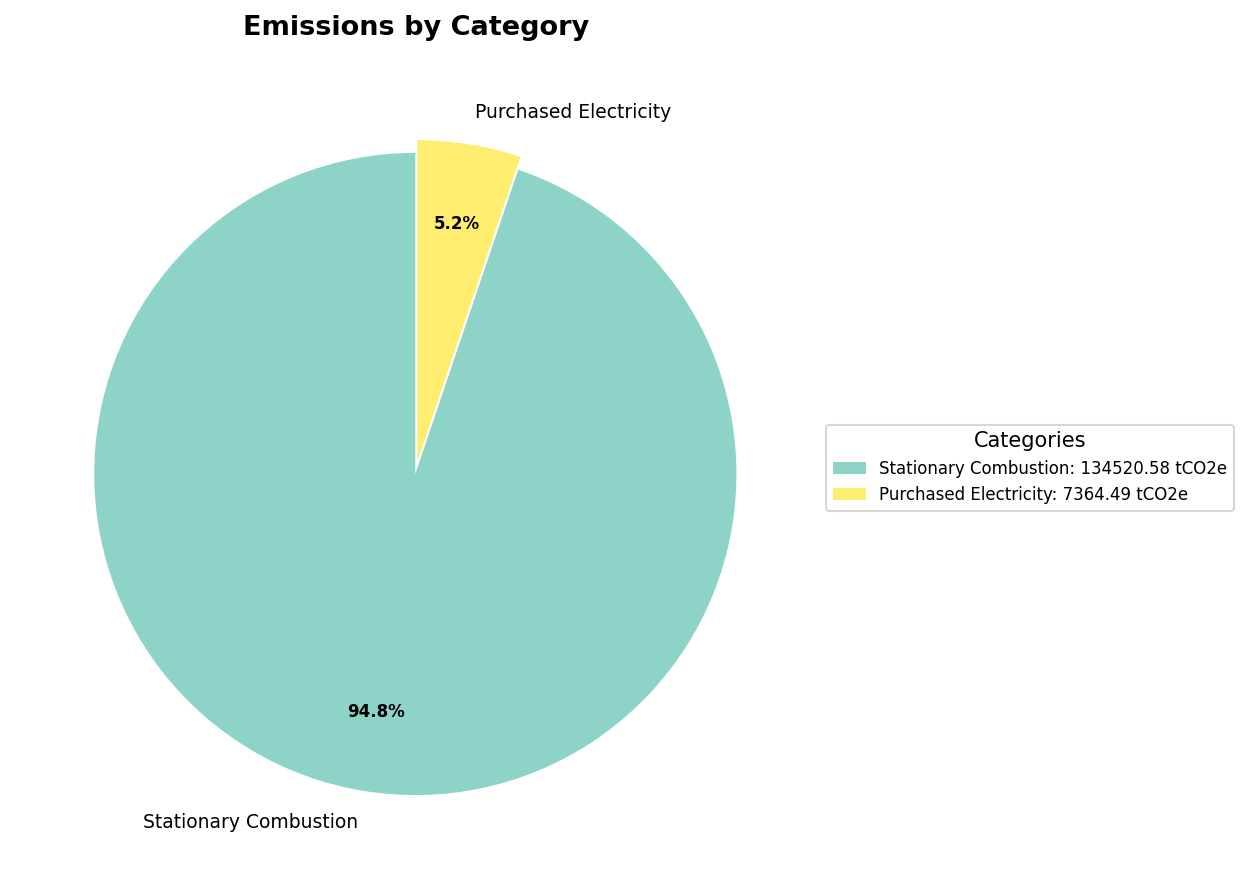 Emissions by Category
Purchased Electricity
5.2%
94.8%
Stationary Combustion
Categories
Stationary Combustion: 134520.58 tCO2e
Purchased Electricity: 7364.49 tCO2e